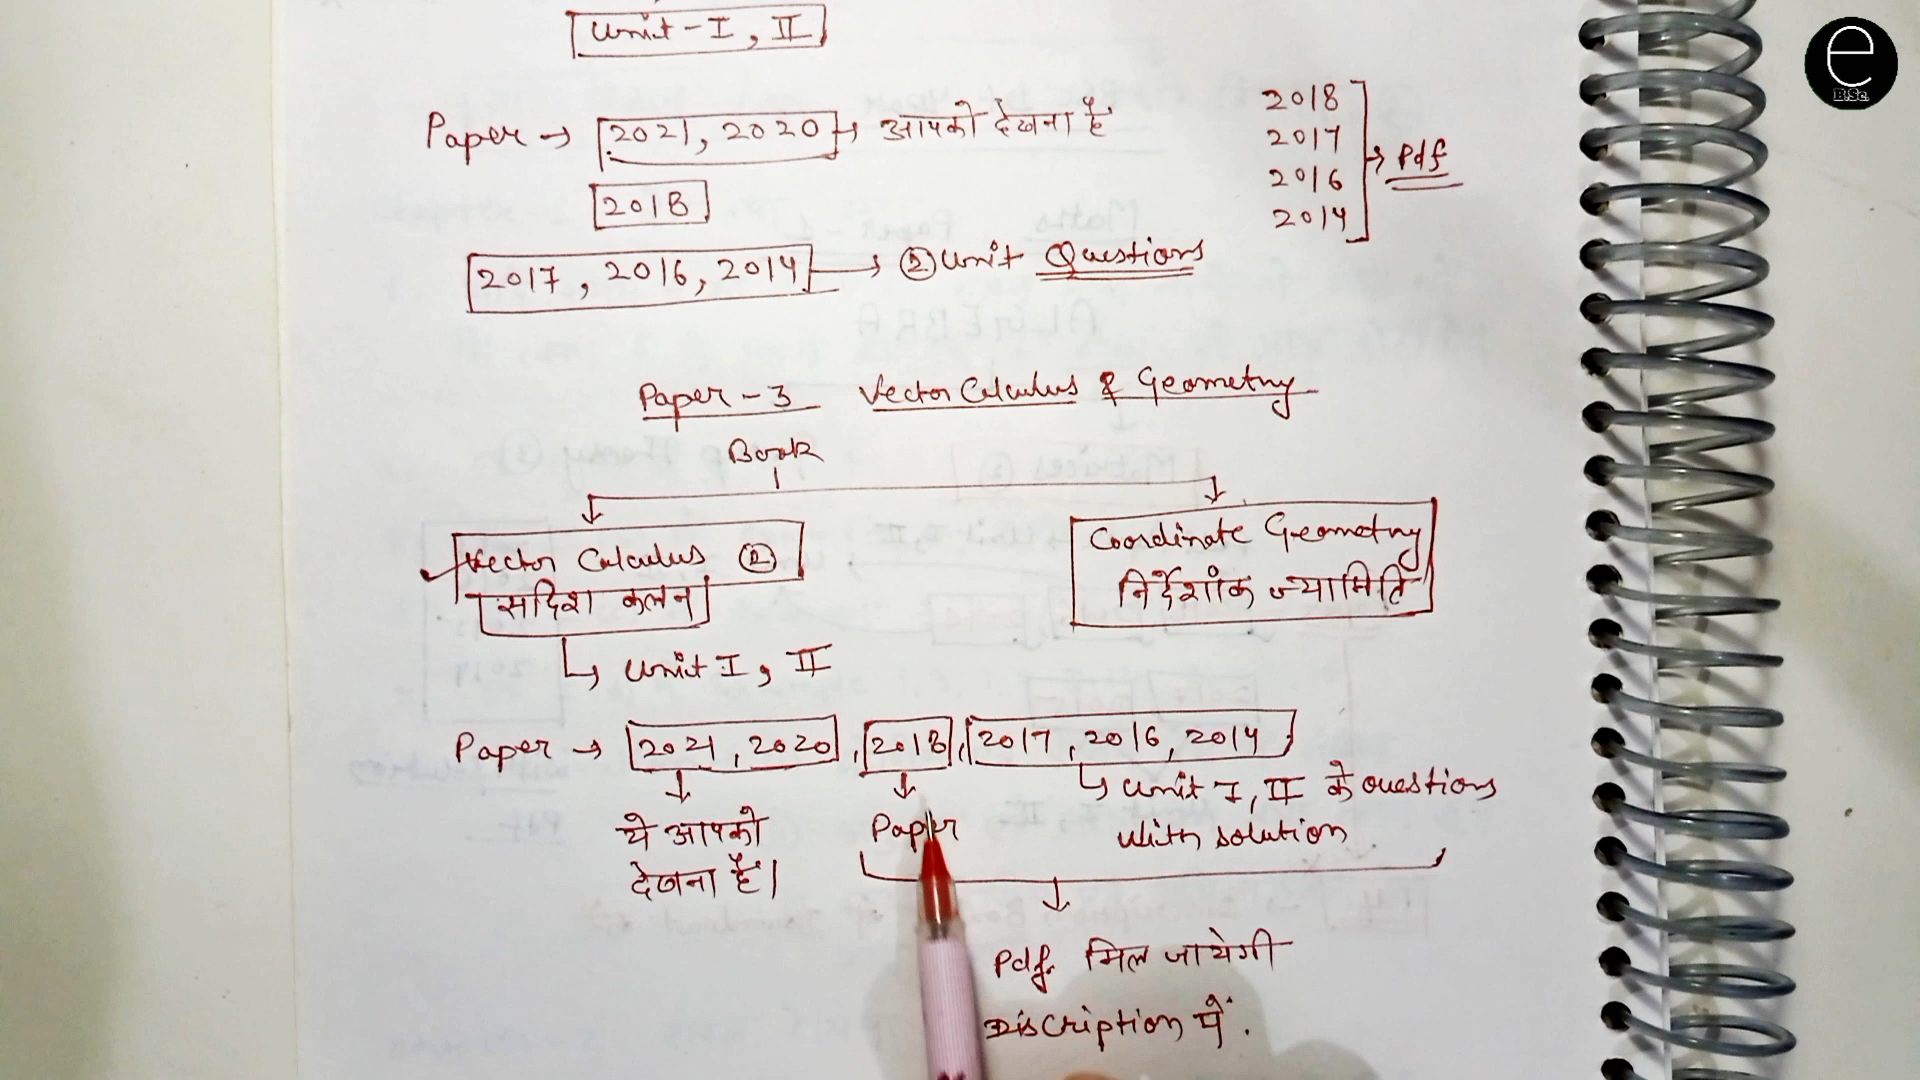 Unit - I, II
Paper → 2021, 2020 → आपको देखना है
2018
2017, 2016, 2014 → ② Unit Questions
2018
2017
2016
2014
→ Pdf
Paper - 3 Vector Calculus & Geometry
Book
Vector Calculus ②
सदिश कलन
Unit I, II
Coordinate Geometry
निर्देशांक ज्यामिति
Paper → 2021, 2020, 2018, 2017, 2016, 2014
ये आपको
देखना है।
Paper
Unit I, II के questions
with solution
Pdf मिल जायेगी
Discription में.
e
B.Sc.